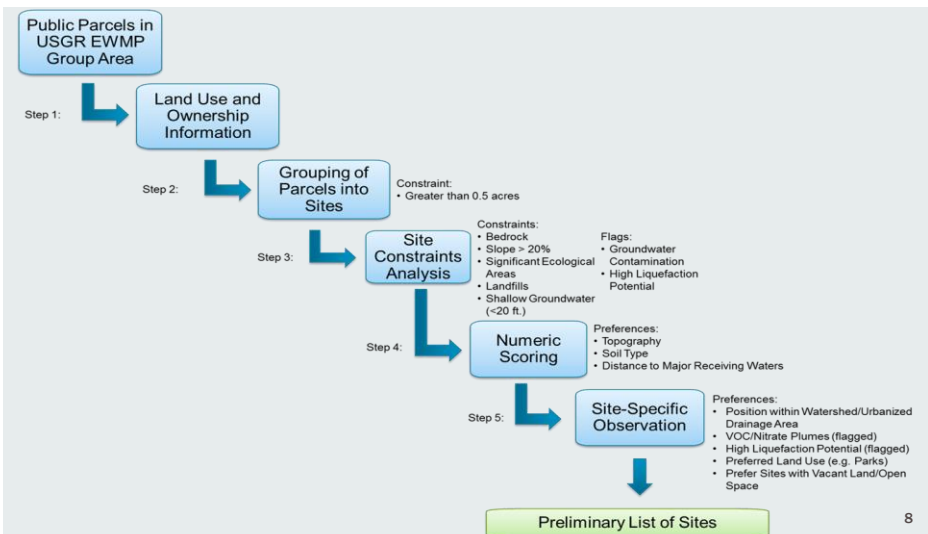 Public Parcels in
USGR EWMP
Group Area
Step 1:
Land Use and
Ownership
Information
Step 2:
Grouping of
Parcels into
Sites
Constraint:
• Greater than 0.5 acres
Step 3:
Site
Constraints
Analysis
Constraints:
• Bedrock
• Slope > 20%
• Significant Ecological
Areas
• Landfills
• Shallow Groundwater
(<20 ft.)
Flags:
• Groundwater
Contamination
• High Liquefaction
Potential
Step 4:
Numeric
Scoring
Preferences:
• Topography
• Soil Type
• Distance to Major Receiving Waters
Step 5:
Site-Specific
Observation
Preferences:
• Position within Watershed/Urbanized
Drainage Area
• VOC/Nitrate Plumes (flagged)
• High Liquefaction Potential (flagged)
• Preferred Land Use (e.g. Parks)
• Prefer Sites with Vacant Land/Open
Space
Preliminary List of Sites
8